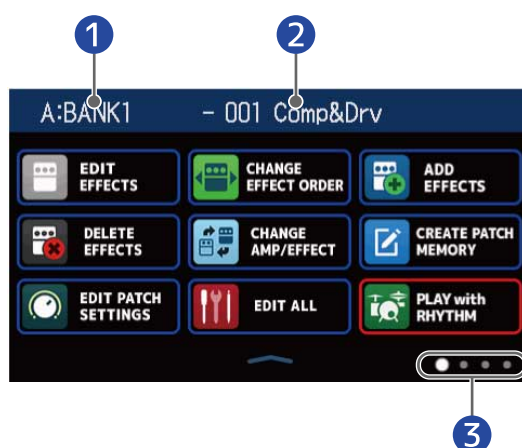 1 2
A:BANK1 - 001 Comp&Drv
EDIT
EFFECTS
CHANGE
EFFECT ORDER
ADD
EFFECTS
DELETE
EFFECTS
CHANGE
AMP/EFFECT
CREATE PATCH
MEMORY
EDIT PATCH
SETTINGS
EDIT ALL
PLAY with
RHYTHM
3